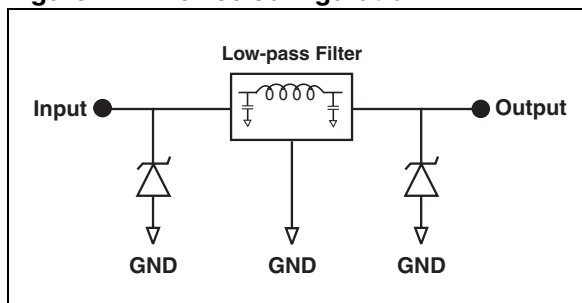 Low-pass Filter
Input
Output
GND
GND
GND